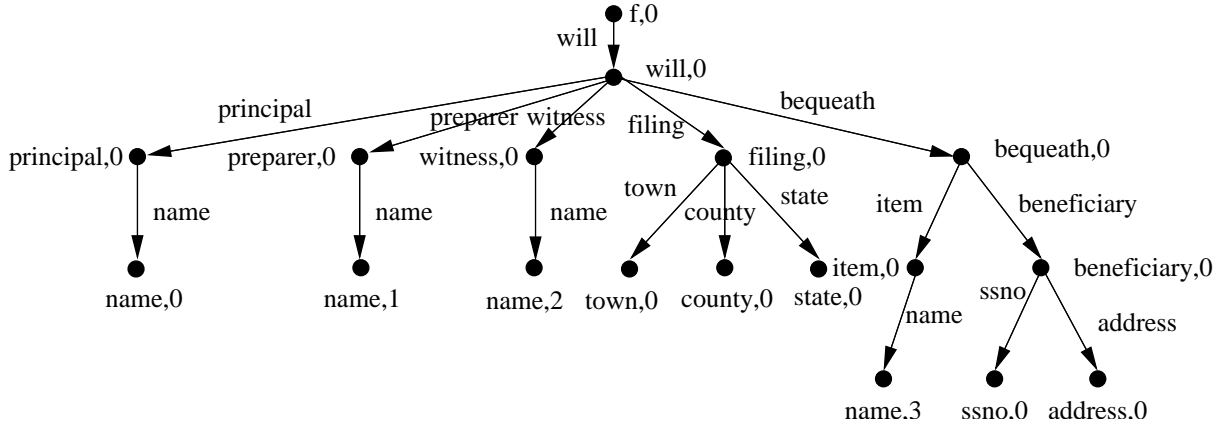 f,0
will
will,0
principal
preparer witness
filing
bequeath
principal,0
preparer,0
witness,0
filing,0
bequeath,0
name
name
name
town
county
state
item
beneficiary
name,0
name,1
name,2
town,0
county,0
state,0
item,0
beneficiary,0
name
ssno
address
name,3
ssno,0
address,0